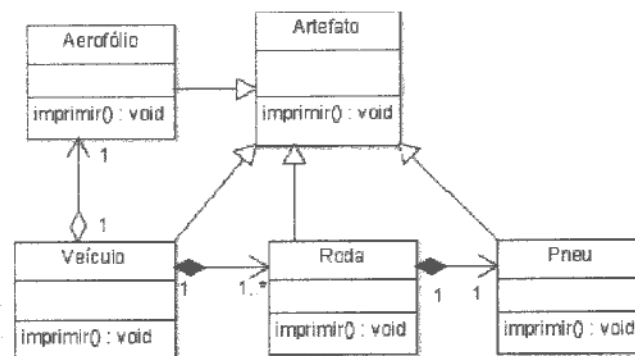 Aerofólio
imprimir() : void
Artefato
imprimir() : void
1
1
Veículo
imprimir() : void
1
1..*
Roda
imprimir() : void
1
1
Pneu
imprimir() : void